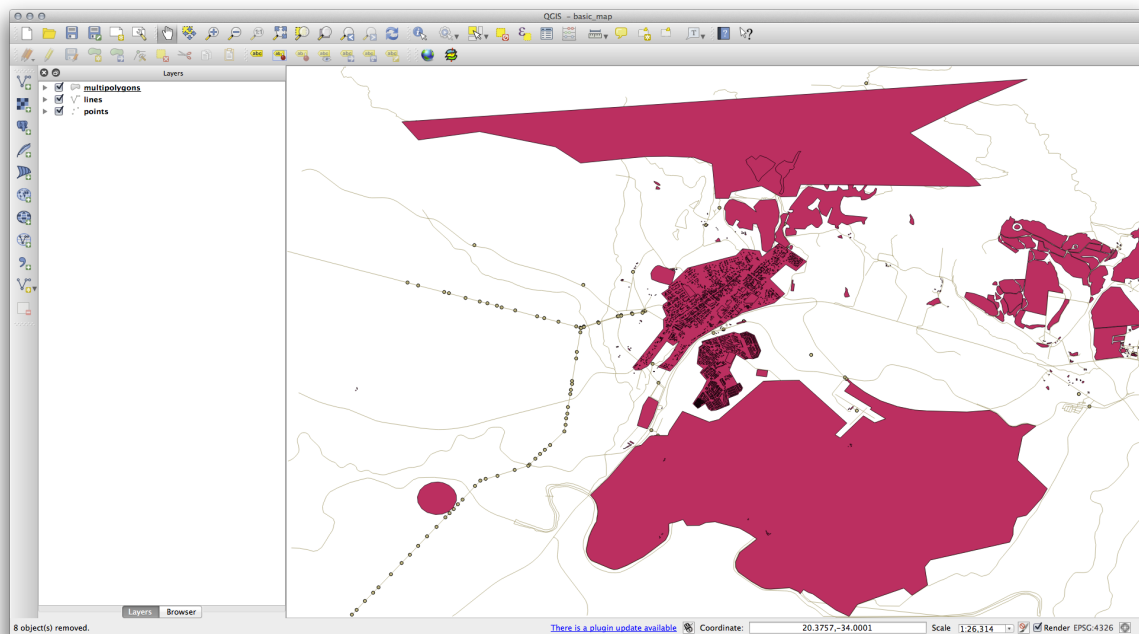 QGIS - basic_map
Layers
multipolygons
lines
points
Layers Browser
8 object(s) removed.
There is a plugin update available
Coordinate: 20.3757,-34.0001
Scale 1:26,314
Render EPSG:4326